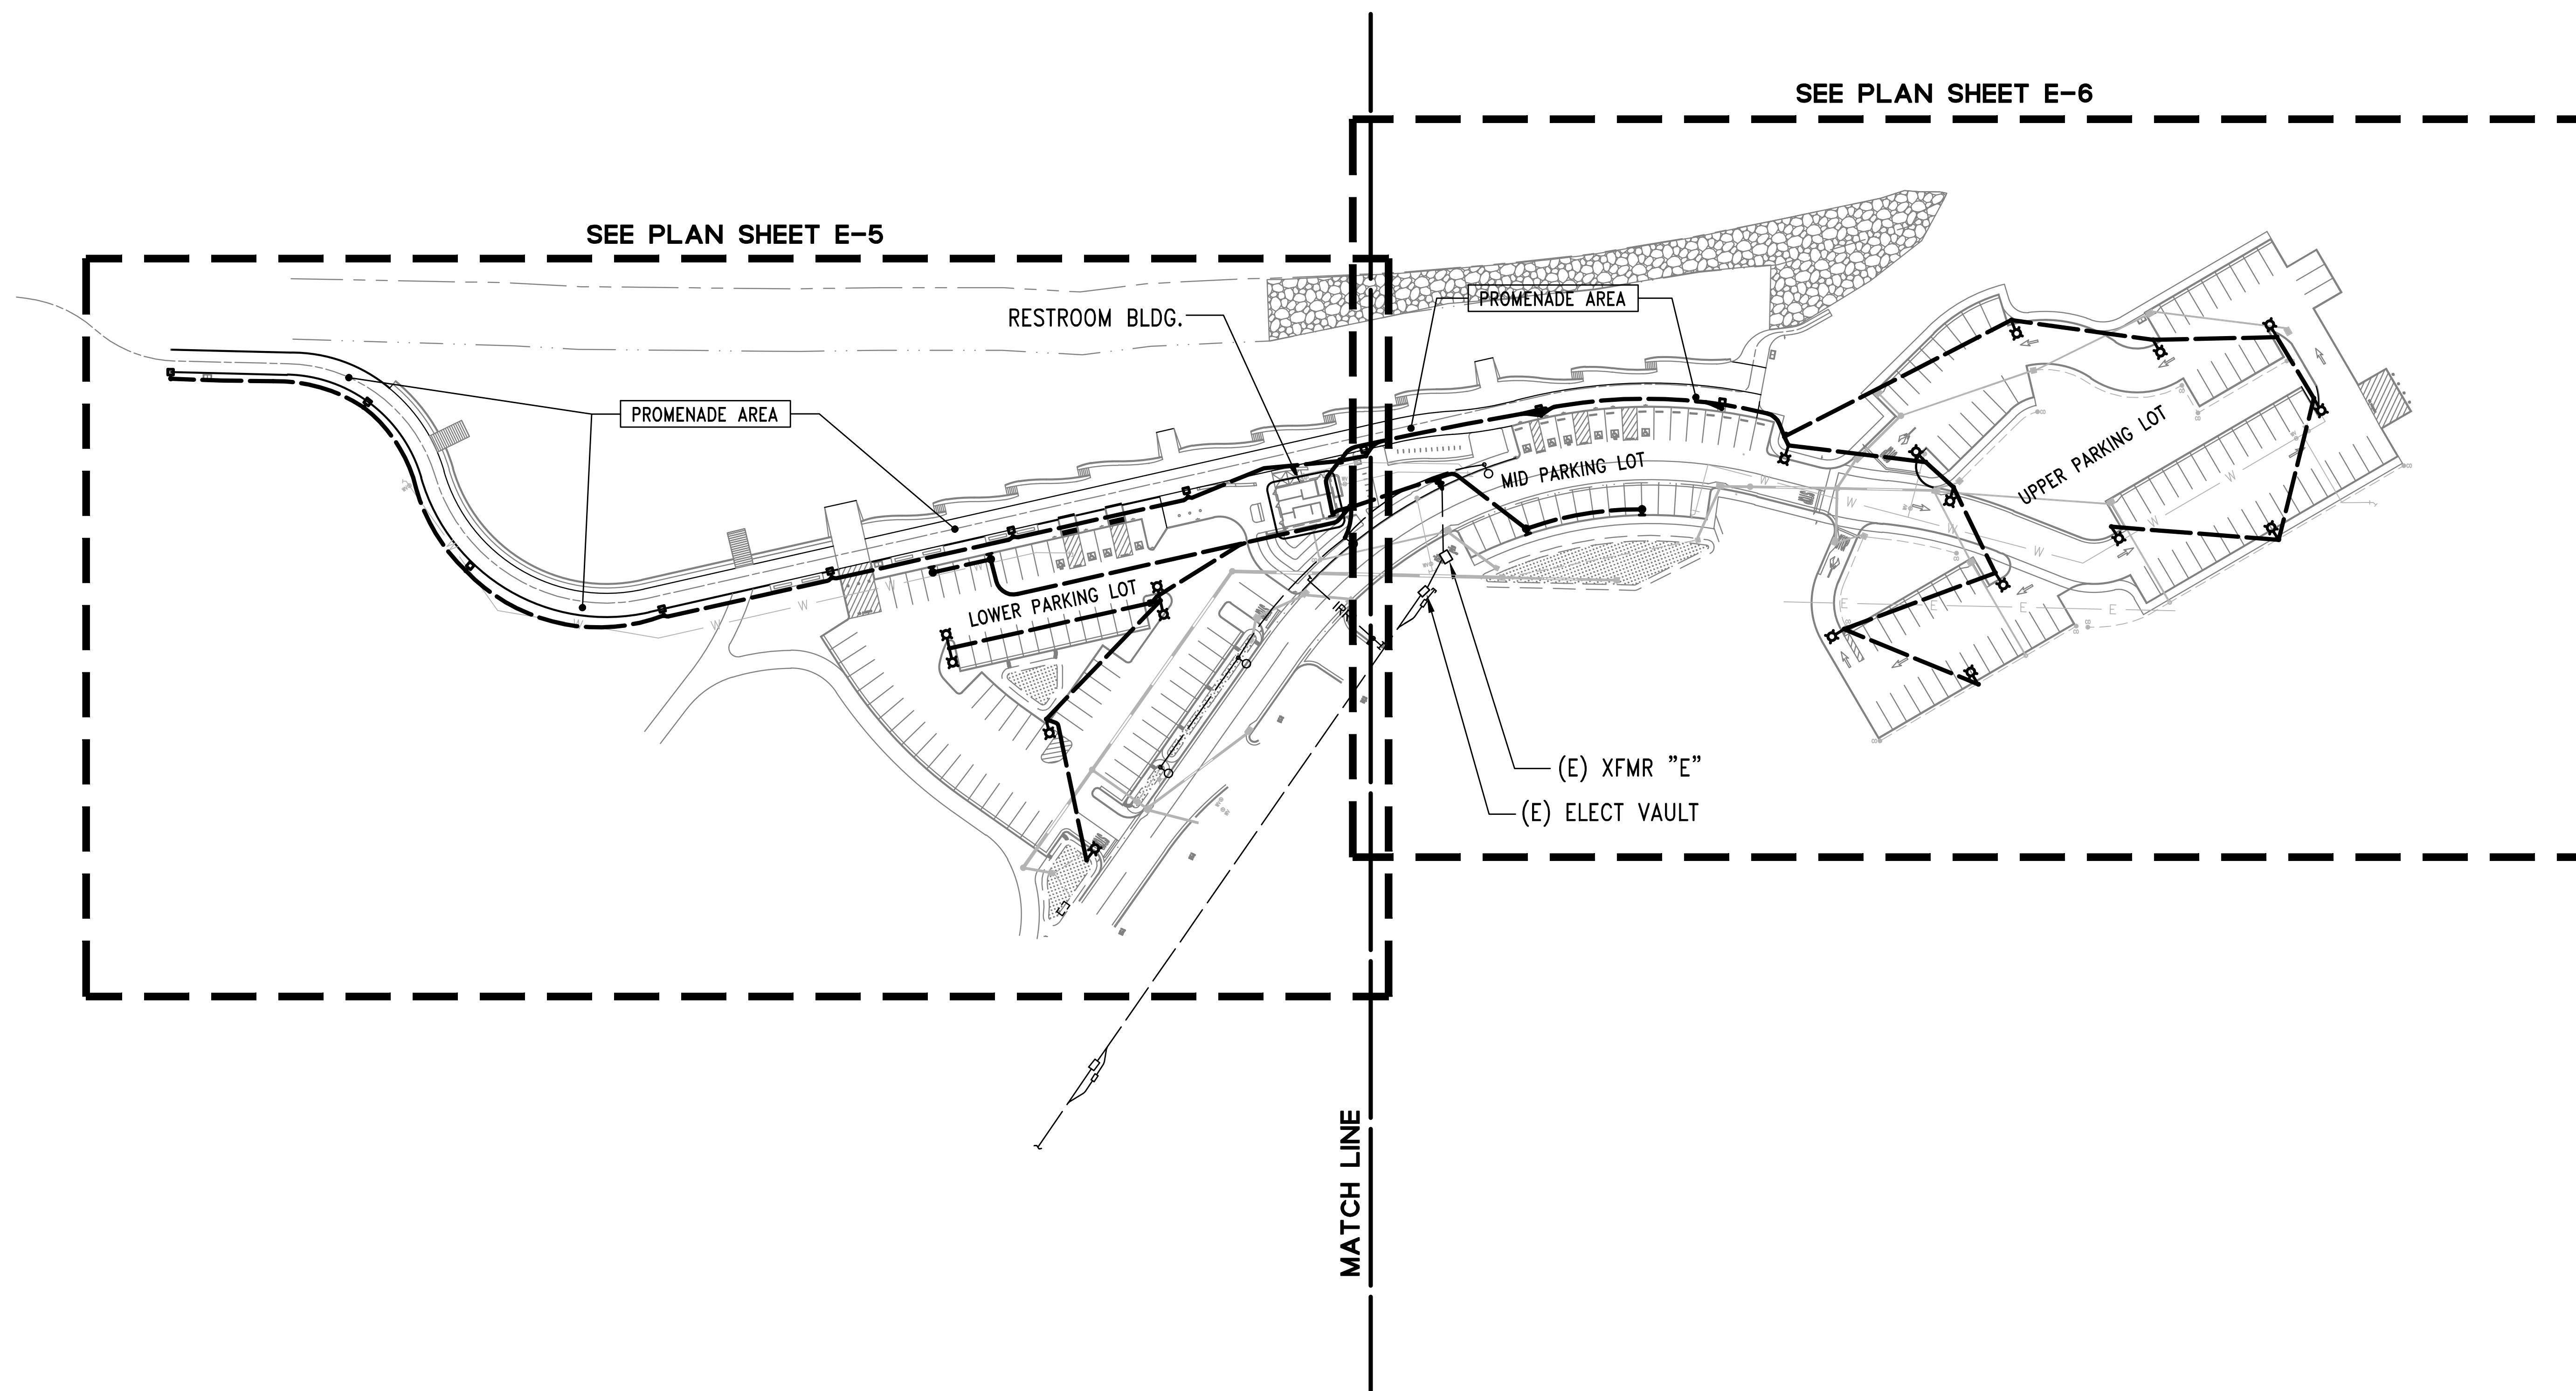 SEE PLAN SHEET E-6
SEE PLAN SHEET E-5
PROMENADE AREA
RESTROOM BLDG.
PROMENADE AREA
MID PARKING LOT
UPPER PARKING LOT
LOWER PARKING LOT
W
W
W
W
W
W
W
W
W
W
E
E
E
E
(E) XFMR "E"
(E) ELECT VAULT
MATCH LINE